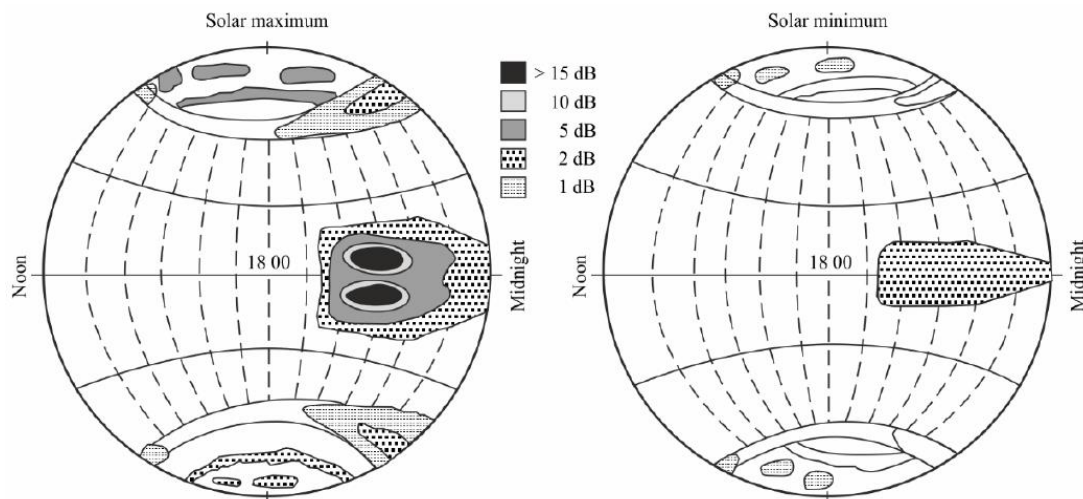 Solar maximum
Solar minimum
> 15 dB
10 dB
5 dB
2 dB
1 dB
Noon
18 00
Midnight
Noon
18 00
Midnight